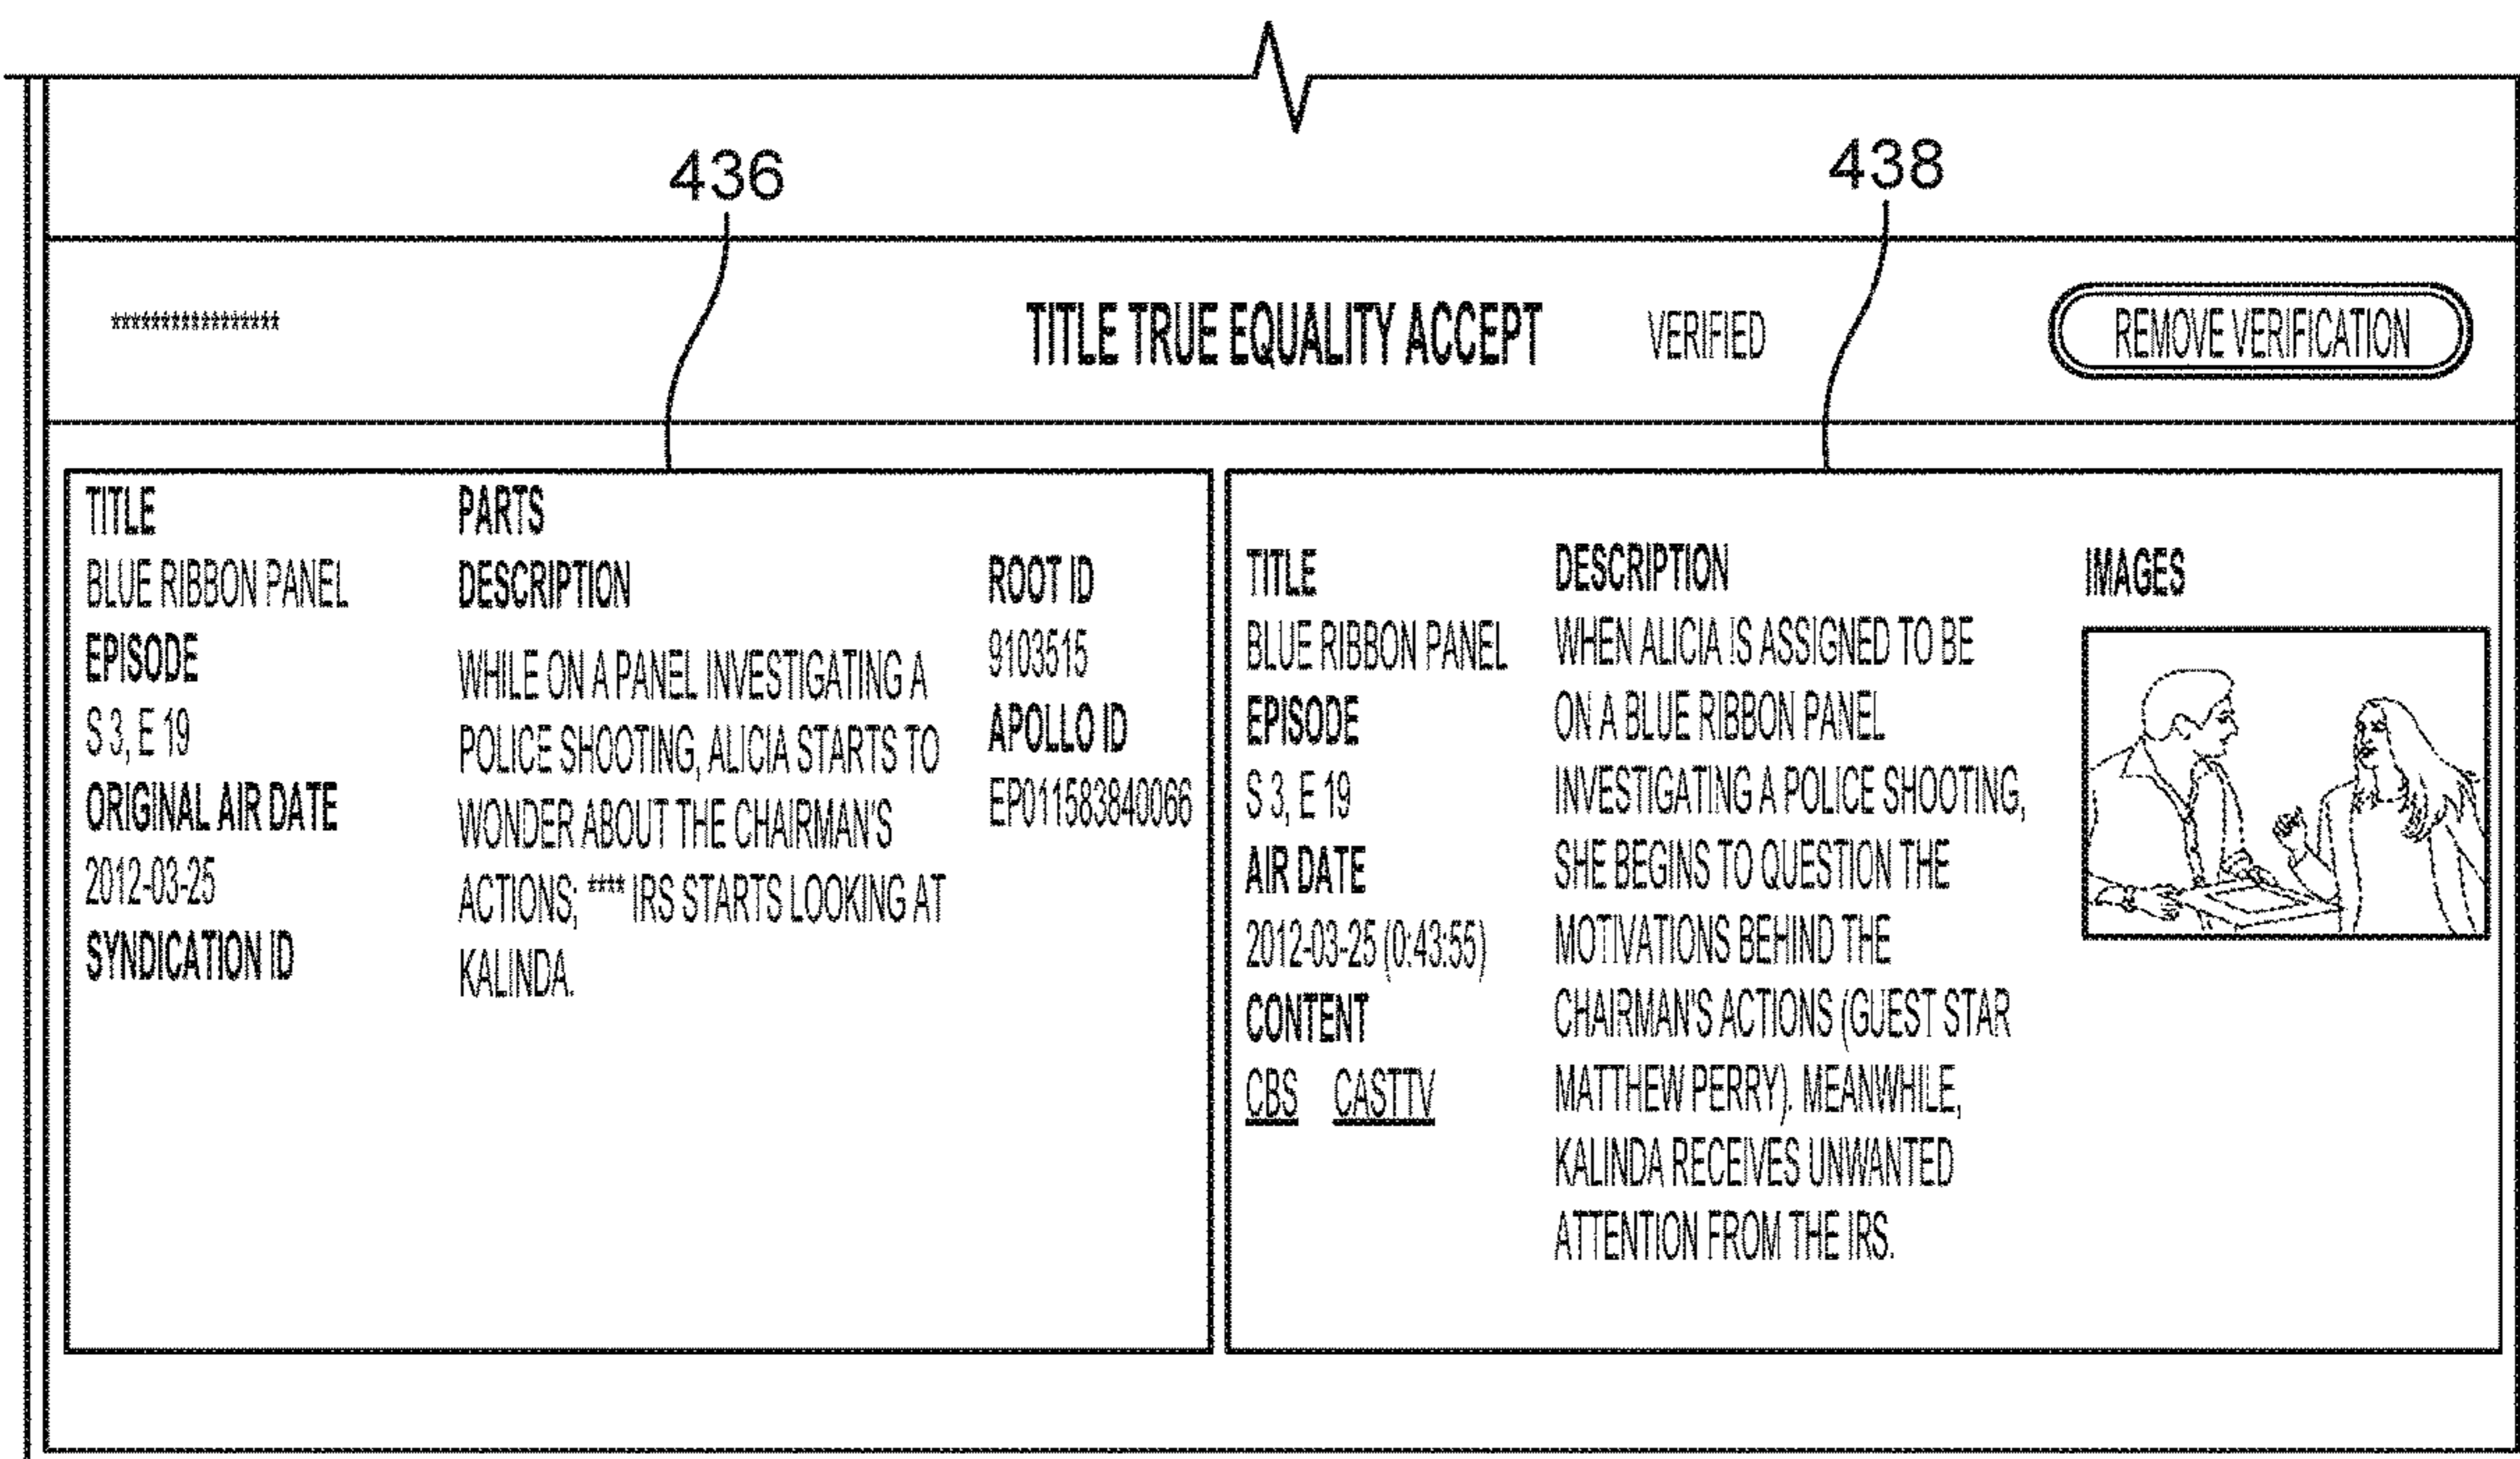 436
438
***************** TITLE TRUE EQUALITY ACCEPT VERIFIED REMOVE VERIFICATION
TITLE
BLUE RIBBON PANEL
EPISODE
S 3, E 19
ORIGINAL AIR DATE
2012-03-25
SYNDICATION ID
PARTS
DESCRIPTION
WHILE ON A PANEL INVESTIGATING A
POLICE SHOOTING, ALICIA STARTS TO
WONDER ABOUT THE CHAIRMAN'S
ACTIONS; **** IRS STARTS LOOKING AT
KALINDA.
ROOT ID
9103515
APOLLO ID
EP011583840066
TITLE
BLUE RIBBON PANEL
EPISODE
S 3, E 19
AIR DATE
2012-03-25 (0:43:55)
CONTENT
CBS CASTTV
DESCRIPTION
WHEN ALICIA IS ASSIGNED TO BE
ON A BLUE RIBBON PANEL
INVESTIGATING A POLICE SHOOTING,
SHE BEGINS TO QUESTION THE
MOTIVATIONS BEHIND THE
CHAIRMAN'S ACTIONS (GUEST STAR
MATTHEW PERRY). MEANWHILE,
KALINDA RECEIVES UNWANTED
ATTENTION FROM THE IRS.
IMAGES